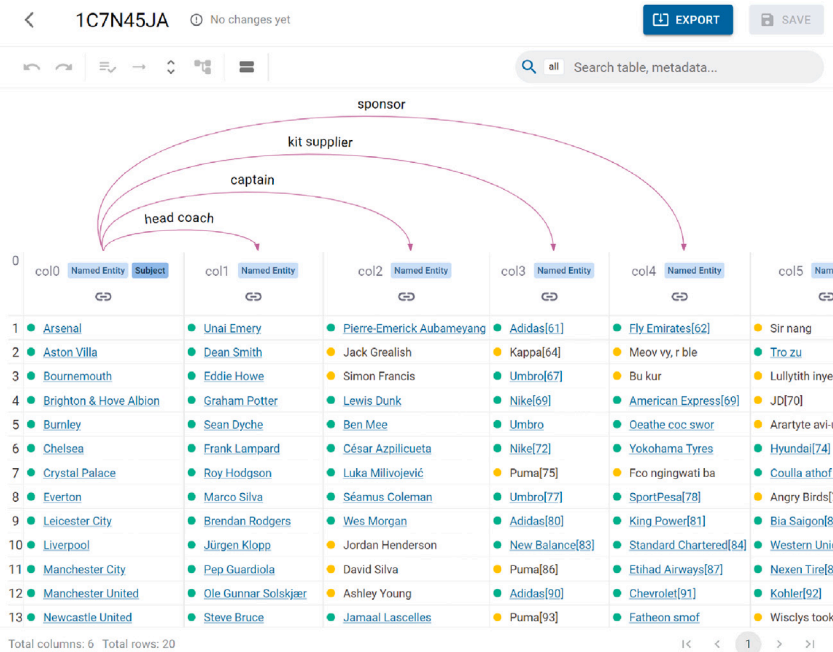 1C7N45JA No changes yet EXPORT SAVE
all Search table, metadata...
sponsor
kit supplier
captain
head coach
0 col0 Named Entity Subject col1 Named Entity col2 Named Entity col3 Named Entity col4 Named Entity col5 Nam
1 Arsenal Unai Emery Pierre-Emerick Aubameyang Adidas[61] Fly Emirates[62] Sir nang
2 Aston Villa Dean Smith Jack Grealish Kappa[64] Meov vy, r ble Tro zu
3 Bournemouth Eddie Howe Simon Francis Umbro[67] Bu kur Lullytith inye
4 Brighton & Hove Albion Graham Potter Lewis Dunk Nike[69] American Express[69] JD[70]
5 Burnley Sean Dyche Ben Mee Umbro Oeathe coc swor Arartyte avi-u
6 Chelsea Frank Lampard César Azpilicueta Nike[72] Yokohama Tyres Hyundai[74]
7 Crystal Palace Roy Hodgson Luka Milivojević Puma[75] Fco ngingwati ba Coulla athof
8 Everton Marco Silva Séamus Coleman Umbro[77] SportPesa[78] Angry Birds[
9 Leicester City Brendan Rodgers Wes Morgan Adidas[80] King Power[81] Bia Saigon[8
10 Liverpool Jürgen Klopp Jordan Henderson New Balance[83] Standard Chartered[84] Western Uni
11 Manchester City Pep Guardiola David Silva Puma[86] Etihad Airways[87] Nexen Tire[8
12 Manchester United Ole Gunnar Solskjær Ashley Young Adidas[90] Chevrolet[91] Kohler[92]
13 Newcastle United Steve Bruce Jamaal Lascelles Puma[93] Fatheon smof Wisclys took
Total columns: 6 Total rows: 20 1